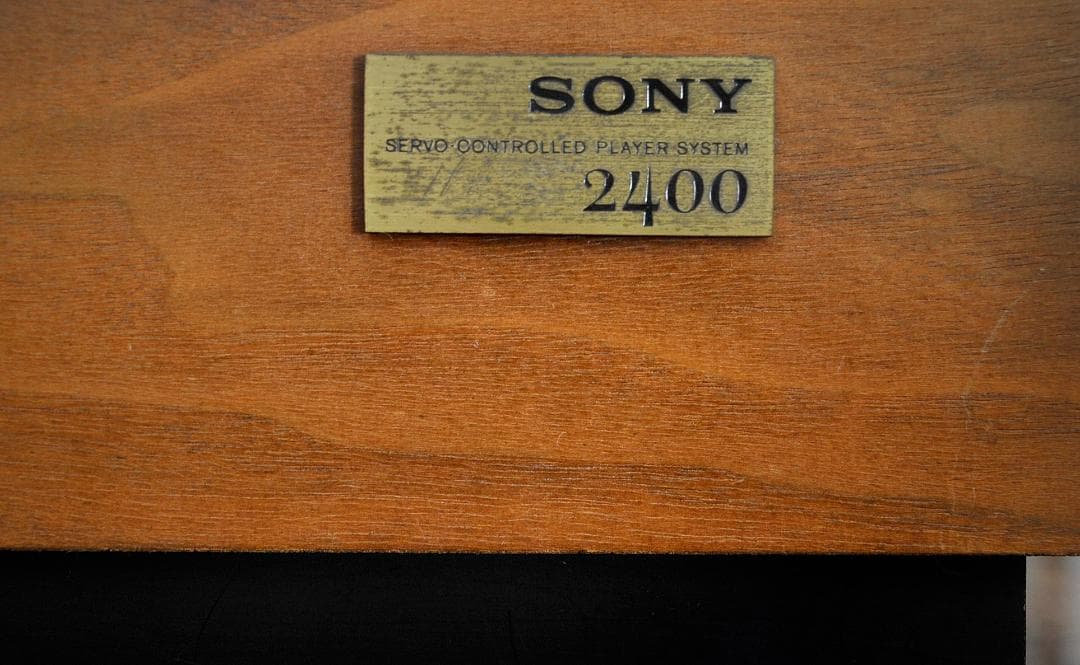 SONY
SERVO·CONTROLLED PLAYER SYSTEM
2400